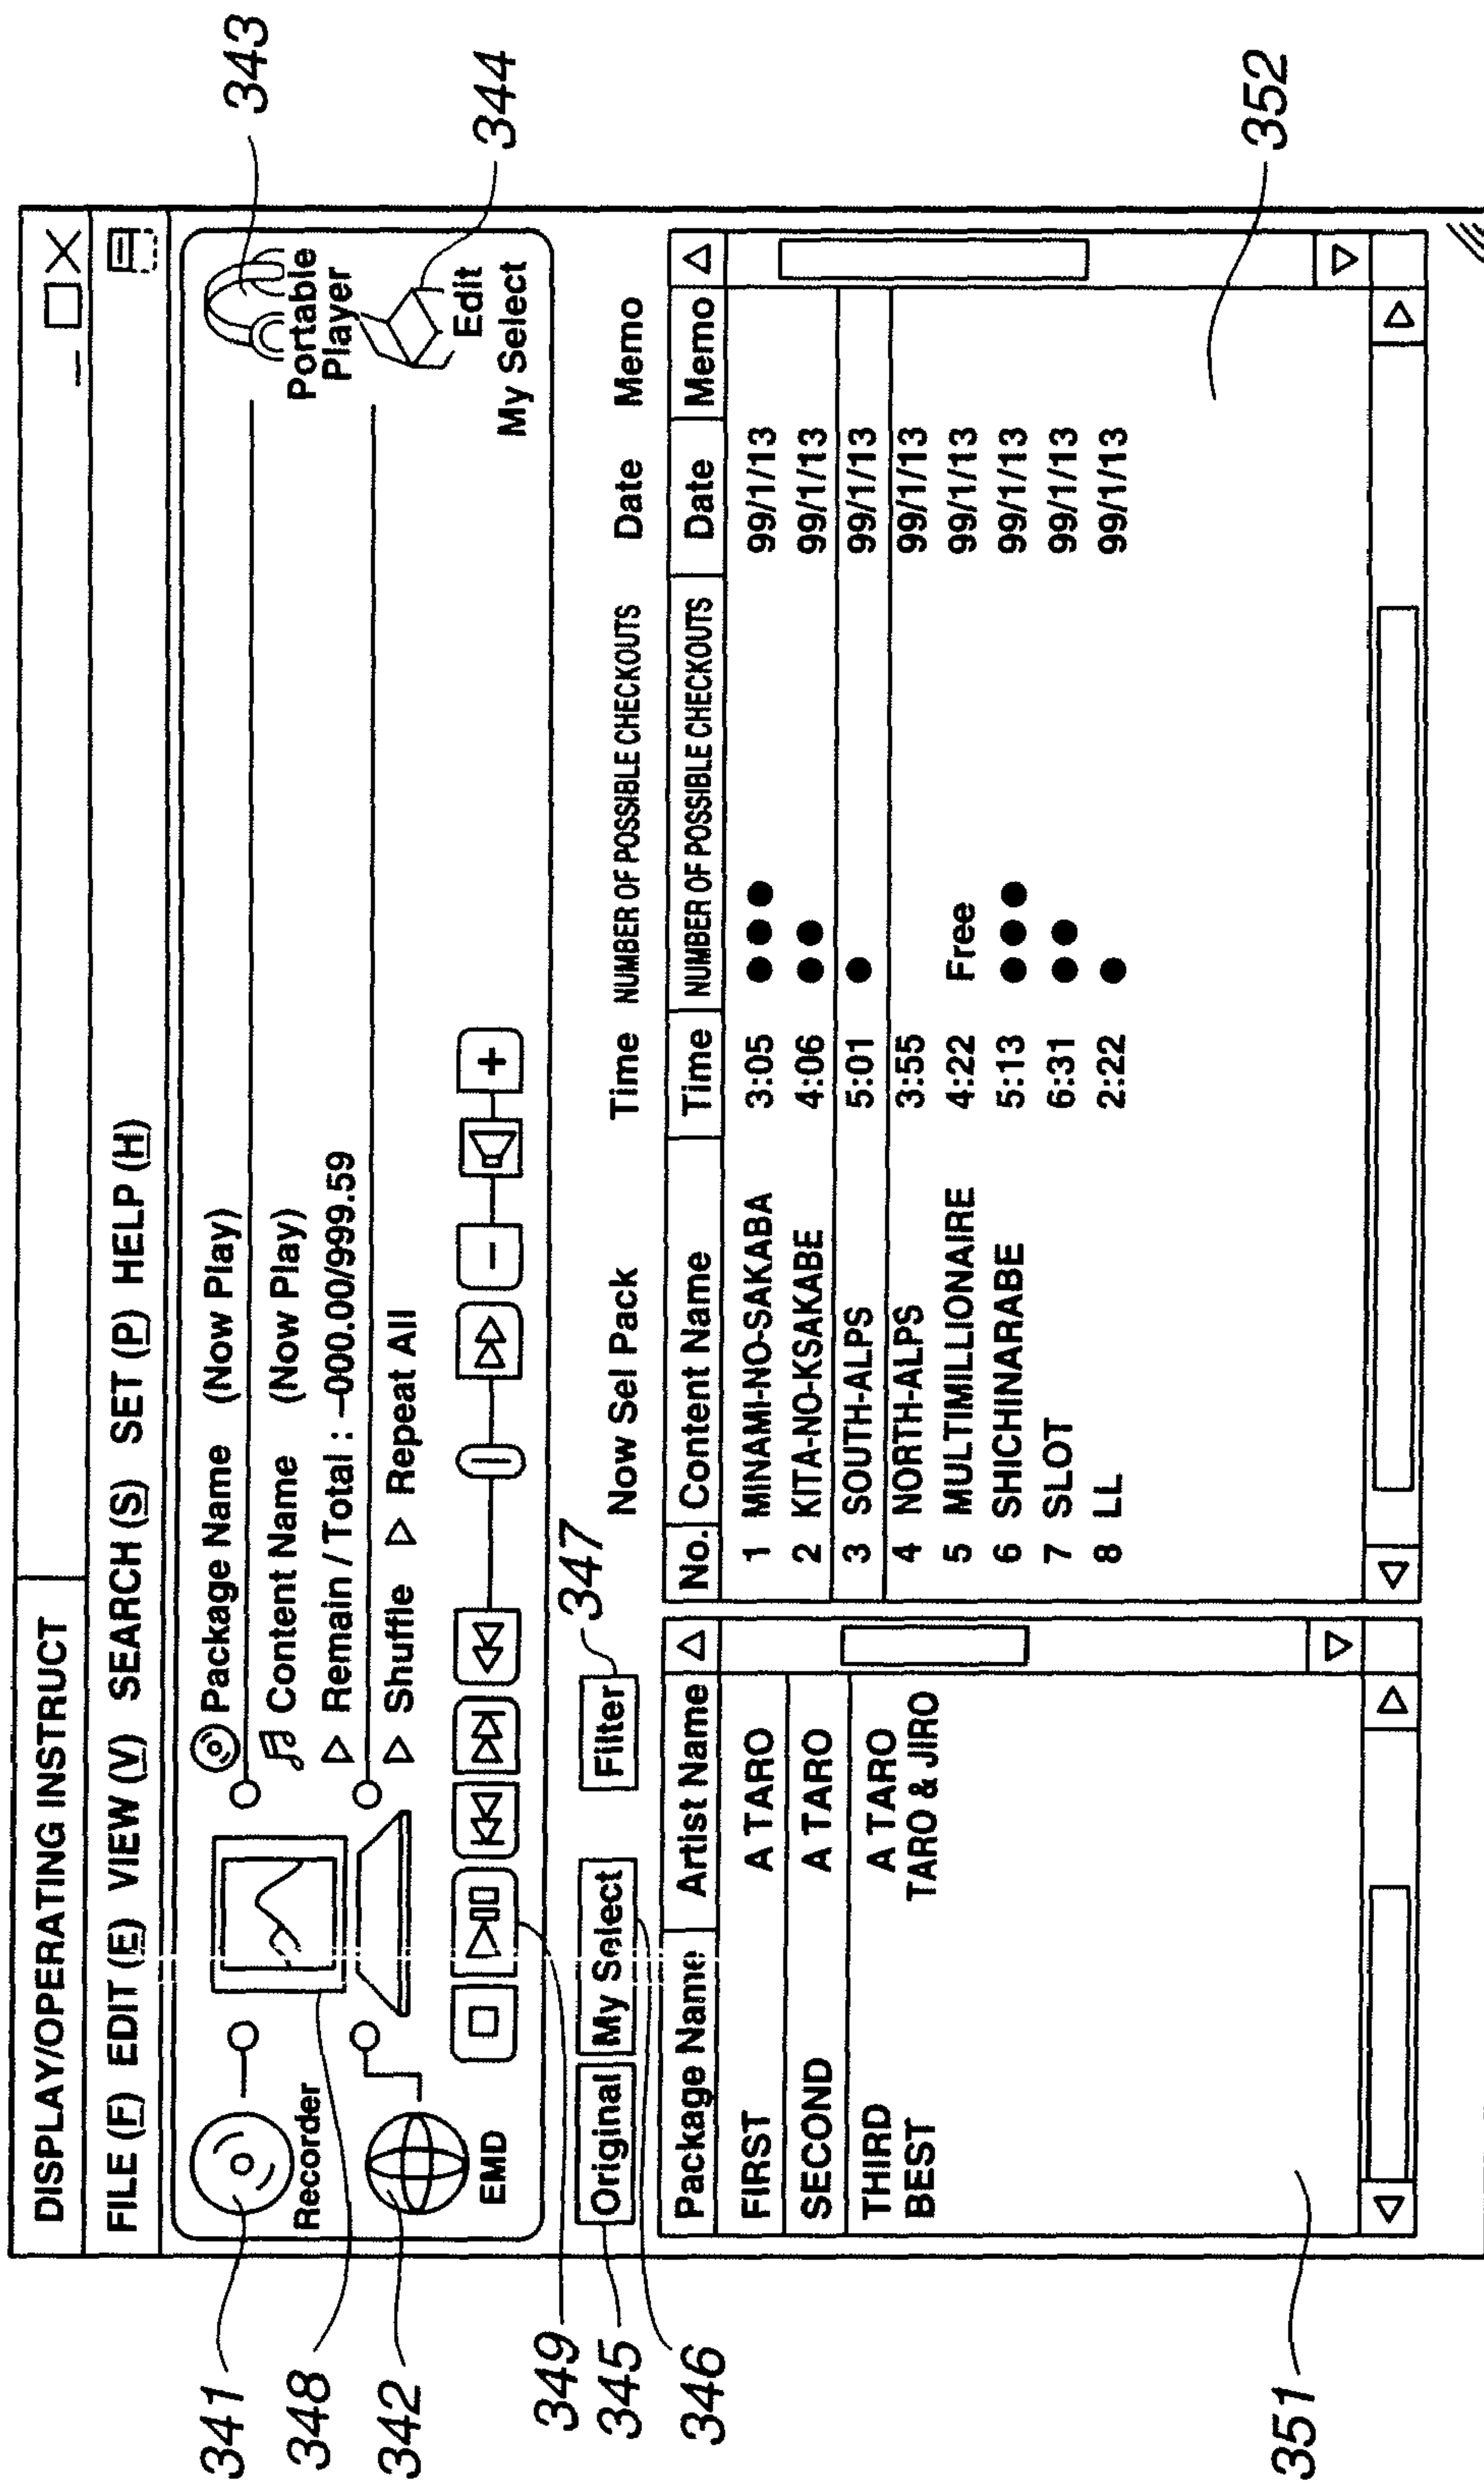 DISPLAY/OPERATING INSTRUCT
FILE (F) EDIT (E) VIEW (V) SEARCH (S) SET (P) HELP (H)
341
348
342
349
345
346
351
343
344
347
352
Recorder
EMD
Package Name (Now Play)
Content Name (Now Play)
Remain / Total : -000.00/999.59
Shuffle Repeat All
Portable
Player
Edit
My Select
Original My Select Filter
Now Sel Pack Time NUMBER OF POSSIBLE CHECKOUTS Date Memo
Package Name Artist Name
FIRST A TARO
SECOND A TARO
THIRD A TARO
BEST TARO & JIRO
No. Content Name Time NUMBER OF POSSIBLE CHECKOUTS Date Memo
1 MINAMI-NO-SAKABA 3:05 ●●● 99/1/13
2 KITA-NO-KSAKABE 4:06 ●● 99/1/13
3 SOUTH-ALPS 5:01 ● 99/1/13
4 NORTH-ALPS 3:55 99/1/13
5 MULTIMILLIONAIRE 4:22 Free 99/1/13
6 SHICHINARABE 5:13 ●●● 99/1/13
7 SLOT 6:31 ●● 99/1/13
8 LL 2:22 ● 99/1/13